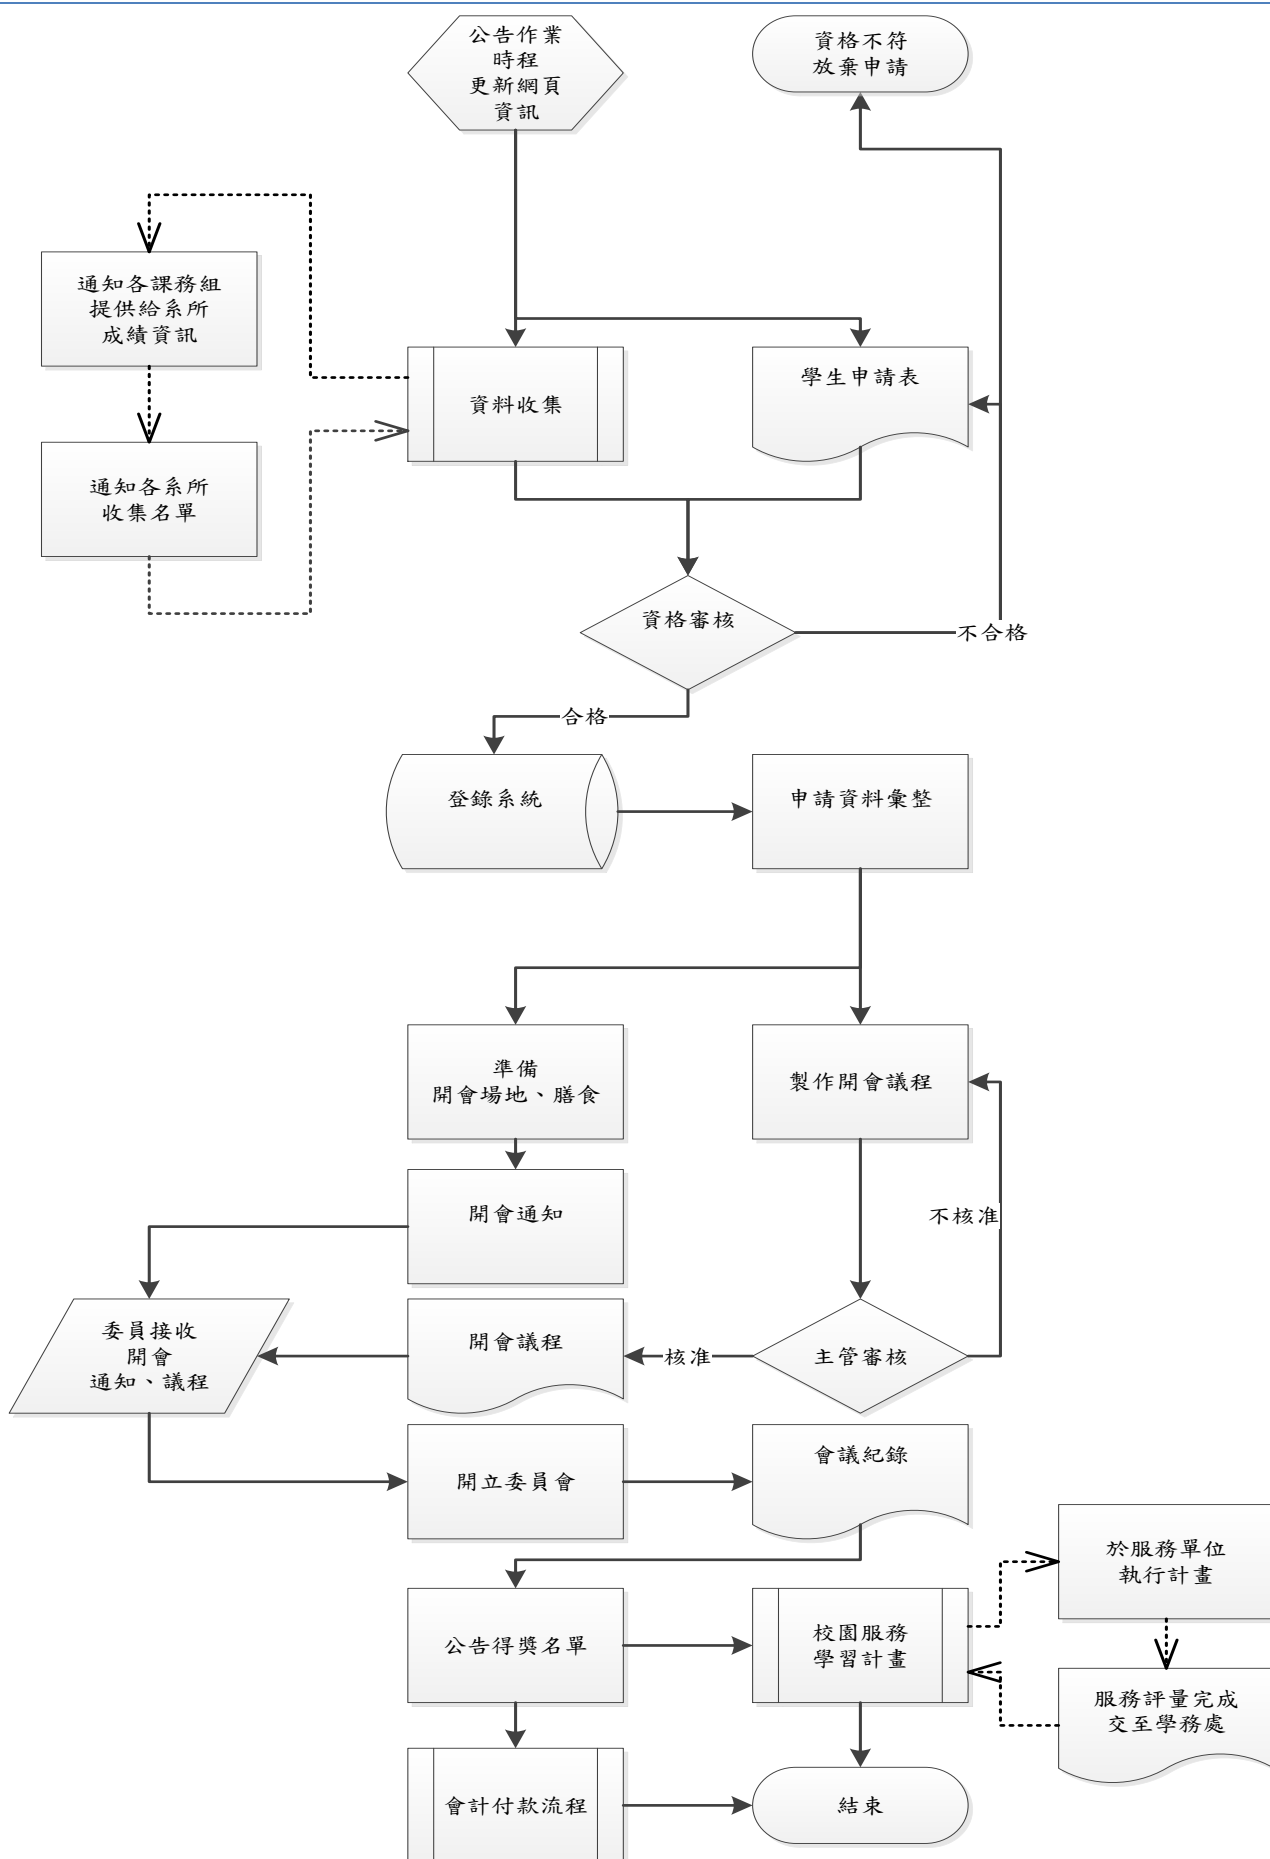 公告作業
時程
更新網頁
資訊
資格不符
放棄申請
通知各課務組
提供給系所
成績資訊
資料收集
學生申請表
通知各系所
收集名單
資格審核
不合格
合格
登錄系統
申請資料彙整
準備
開會場地、膳食
製作開會議程
開會通知
不核准
委員接收
開會
通知、議程
開會議程
核准
主管審核
開立委員會
會議紀錄
於服務單位
執行計畫
公告得獎名單
校園服務
學習計畫
服務評量完成
交至學務處
會計付款流程
結束